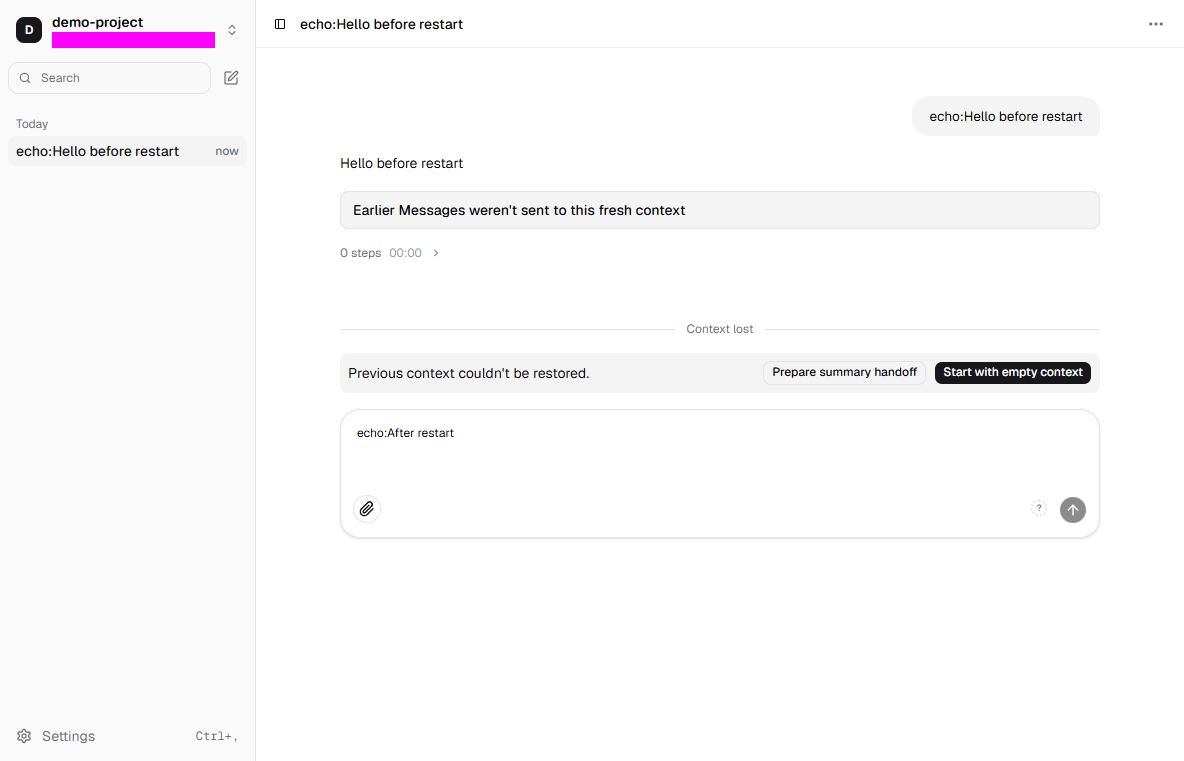 D
demo-project
Search
Today
echo:Hello before restart now
Settings Ctrl+,
echo:Hello before restart
echo:Hello before restart
Hello before restart
Earlier Messages weren't sent to this fresh context
0 steps 00:00
Context lost
Previous context couldn't be restored. Prepare summary handoff Start with empty context
echo:After restart
?